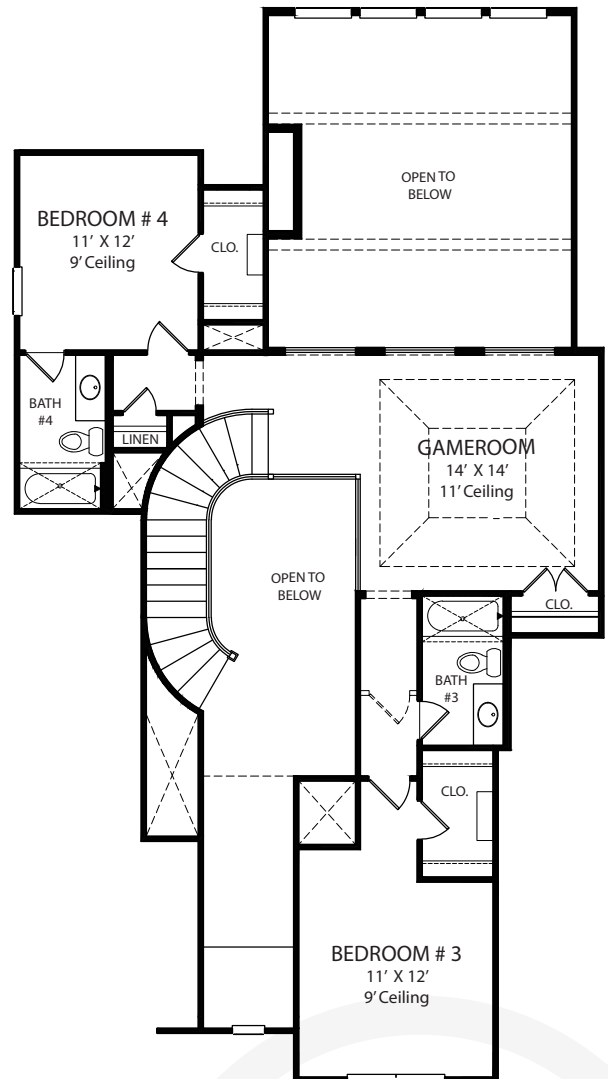 OPEN TO
BELOW
BEDROOM # 4
11' X 12'
9' Ceiling
CLO.
BATH
#4
LINEN
GAMEROOM
14' X 14'
11' Ceiling
OPEN TO
BELOW
CLO.
BATH
#3
CLO.
BEDROOM # 3
11' X 12'
9' Ceiling